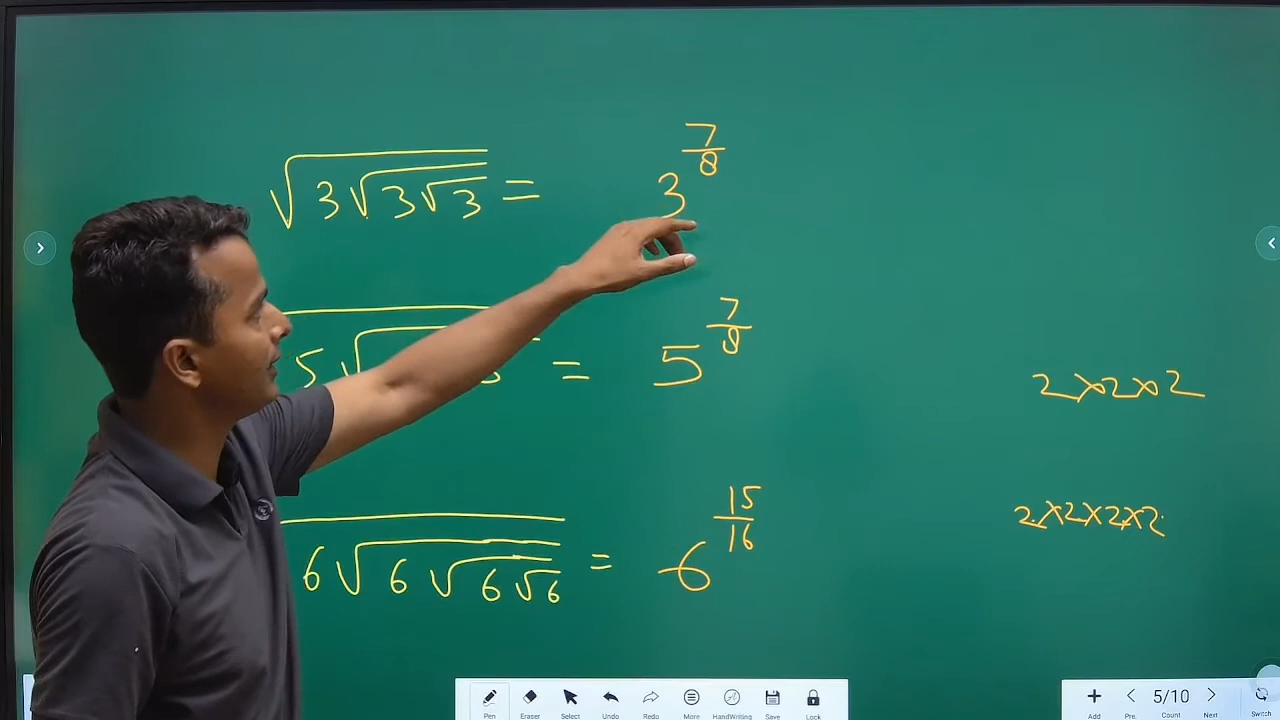 √3√3√3 = 3^7/8
5√ = 5^7/8
2×2×2
6√6√6√6 = 6^15/16
2×2×2×2
Pen Eraser Select Undo Redo More HandWriting Save Lock
Add Pre. 5/10 Count Next Switch